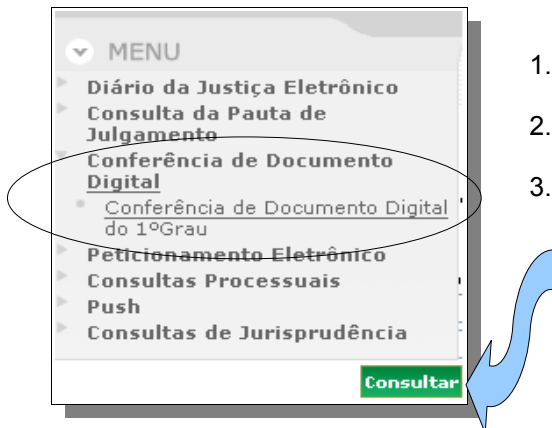 MENU
Diário da Justiça Eletrônico
Consulta da Pauta de
Julgamento
Conferência de Documento
Digital
Conferência de Documento Digital
do 1ºGrau
Peticionamento Eletrônico
Consultas Processuais
Push
Consultas de Jurisprudência
Consultar
1.
2.
3.